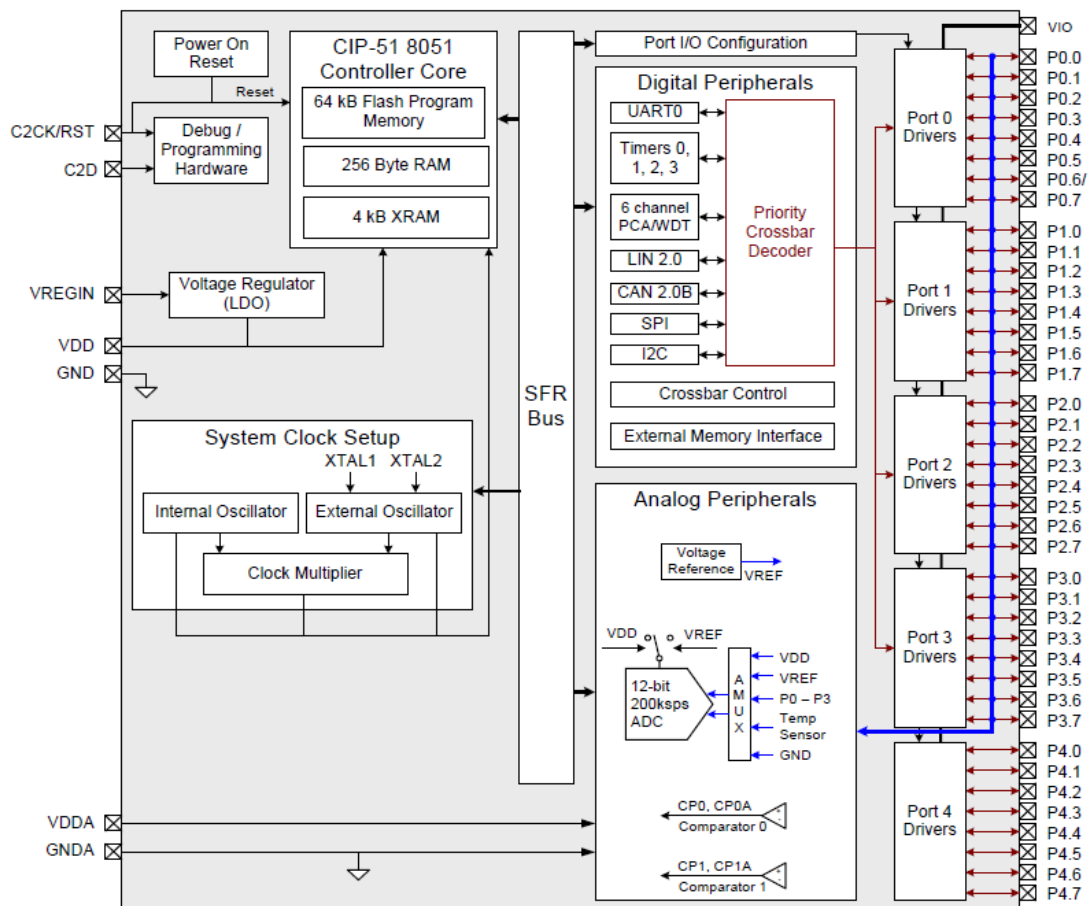 Power On
Reset
CIP-51 8051
Controller Core
64 kB Flash Program
Memory
256 Byte RAM
4 kB XRAM
Reset
C2CK/RST
Debug /
Programming
Hardware
C2D
VREGIN
Voltage Regulator
(LDO)
VDD
GND
System Clock Setup
XTAL1
XTAL2
Internal Oscillator
External Oscillator
Clock Multiplier
VDDA
GNDA
SFR
Bus
Port I/O Configuration
Digital Peripherals
UART0
Timers 0,
1, 2, 3
6 channel
PCA/WDT
LIN 2.0
CAN 2.0B
SPI
I2C
Priority
Crossbar
Decoder
Crossbar Control
External Memory Interface
Analog Peripherals
Voltage
Reference
VREF
VDD
VREF
12-bit
200ksps
ADC
A
M
U
X
VDD
VREF
P0 – P3
Temp
Sensor
GND
CP0, CP0A
+
-
Comparator 0
CP1, CP1A
+
-
Comparator 1
Port 0
Drivers
Port 1
Drivers
Port 2
Drivers
Port 3
Drivers
Port 4
Drivers
VIO
P0.0
P0.1
P0.2
P0.3
P0.4
P0.5
P0.6/
P0.7
P1.0
P1.1
P1.2
P1.3
P1.4
P1.5
P1.6
P1.7
P2.0
P2.1
P2.2
P2.3
P2.4
P2.5
P2.6
P2.7
P3.0
P3.1
P3.2
P3.3
P3.4
P3.5
P3.6
P3.7
P4.0
P4.1
P4.2
P4.3
P4.4
P4.5
P4.6
P4.7